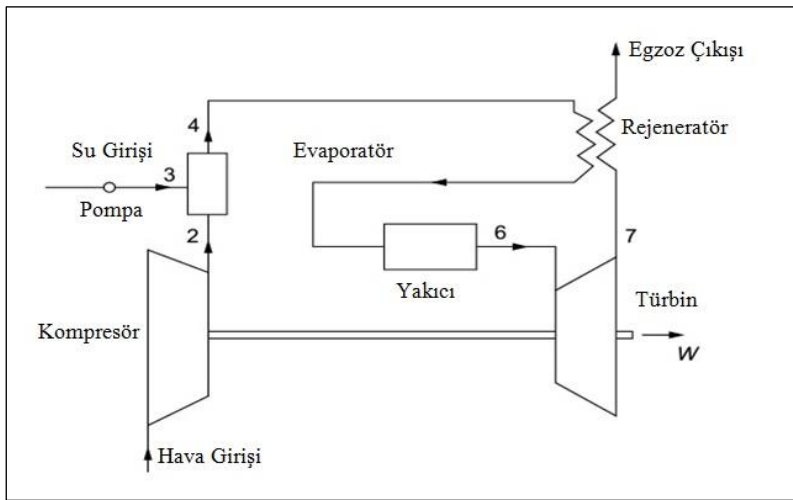 Egzoz Çıkışı
4
Rejeneratör
Su Girişi
Evaporatör
3
Pompa
2
6
7
Yakıcı
Türbin
Kompresör
W
Hava Girişi